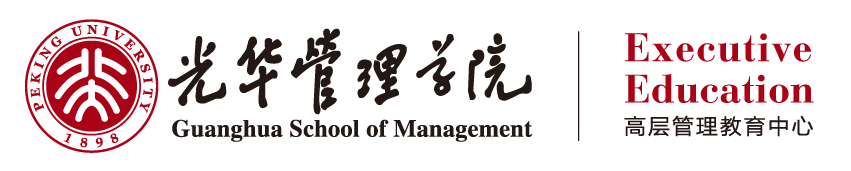 PEKING UNIVERSITY
1898
光华管理学院
Guanghua School of Management
Executive
Education
高层管理教育中心